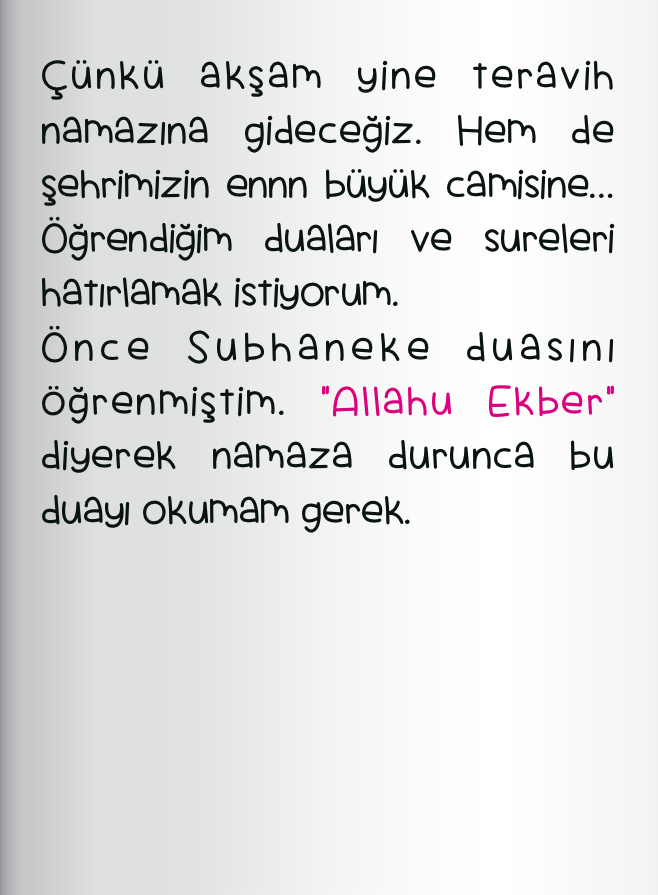 Çünkü akşam yine teravih
namazına gideceğiz. Hem de
şehrimizin ennn büyük camisine...
Öğrendiğim duaları ve sureleri
hatırlamak istiyorum.
Önce Subhaneke duasını
öğrenmiştim. "Allahu Ekber"
diyerek namaza durunca bu
duayı okumam gerek.